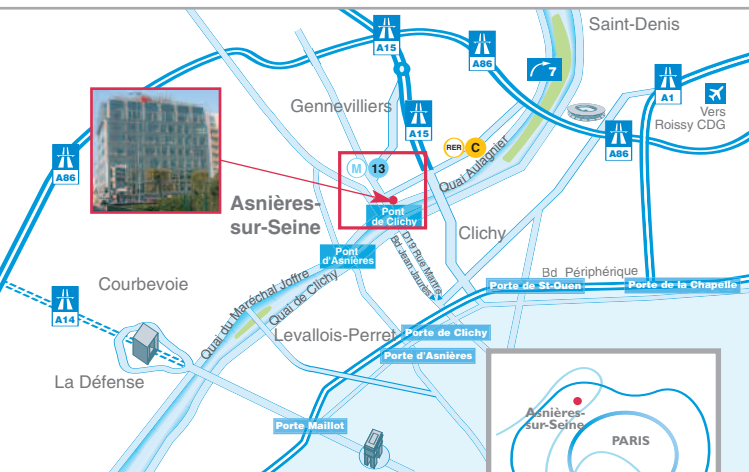 Saint-Denis
A15
A86
7
A1
Vers
Roissy CDG
Gennevilliers
A15
RER C
A86
A86
M 13
Quai Aulagnier
Asnières-
sur-Seine
Pont
de Clichy
Clichy
D19 Rue Martre
Bd Jean Jaurès
Pont
d'Asnières
Bd Périphérique
Courbevoie
Quai du Maréchal Joffre
Quai de Clichy
Porte de St-Ouen
Porte de la Chapelle
A14
Levallois-Perret
Porte de Clichy
Porte d'Asnières
La Défense
Asnières-
sur-Seine
PARIS
Porte Maillot